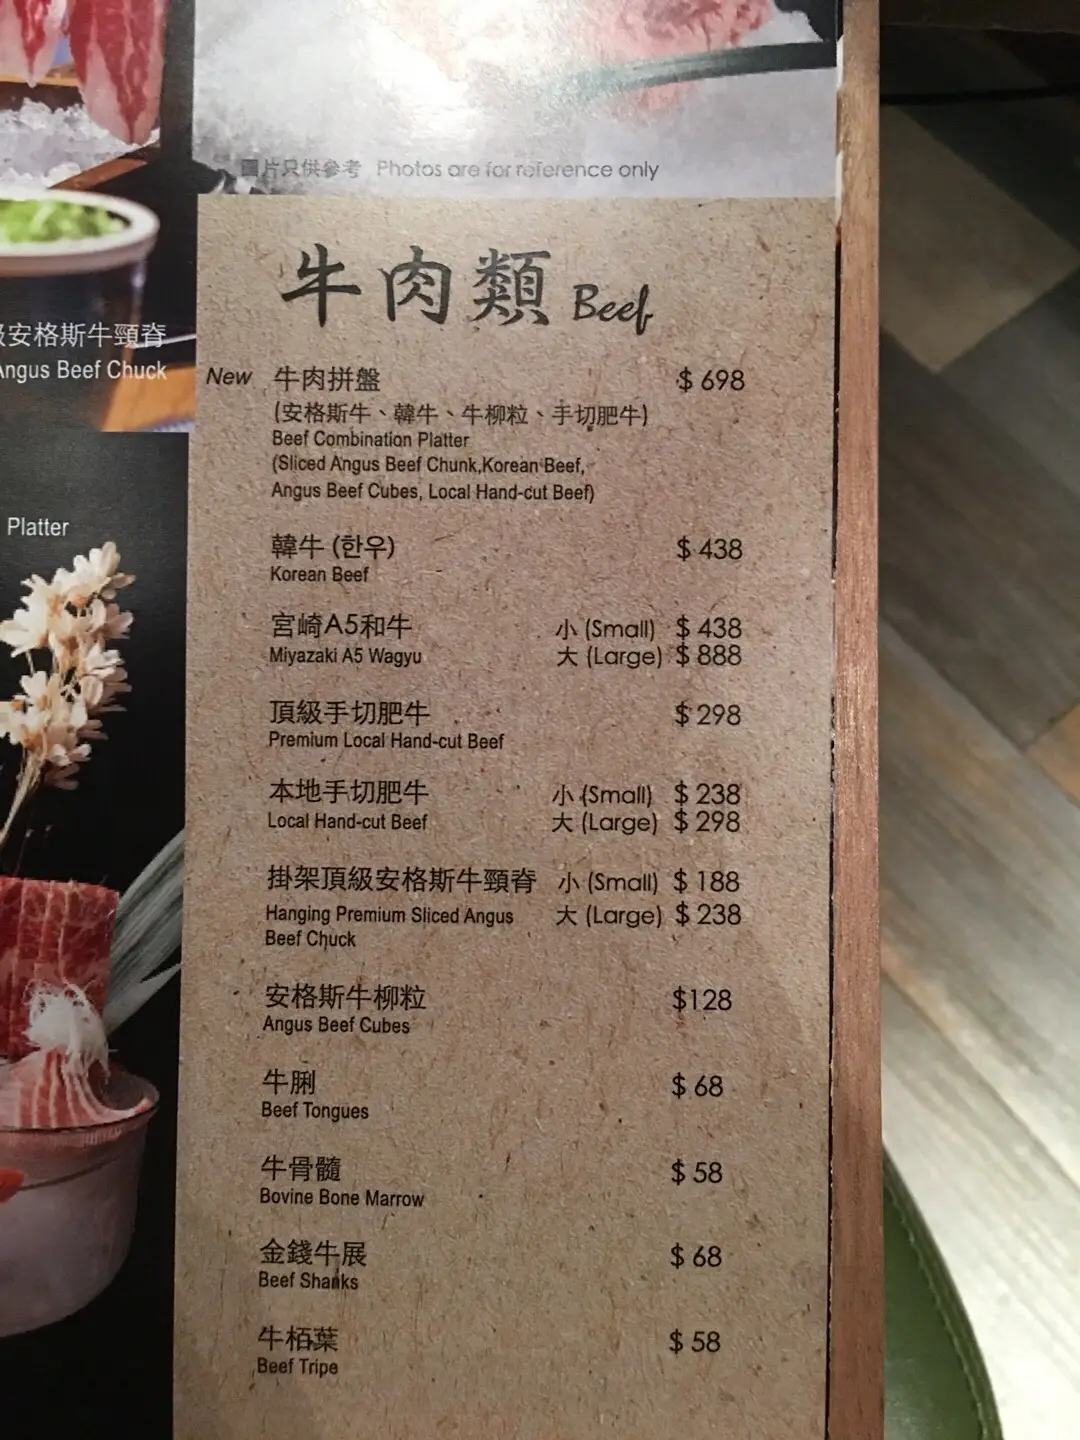 圖片只供參考 Photos are for reference only
牛肉類 Beef
級安格斯牛頸脊
Angus Beef Chuck
Platter
New 牛肉拼盤 $ 698
(安格斯牛、韓牛、牛柳粒、手切肥牛)
Beef Combination Platter
(Sliced Angus Beef Chunk,Korean Beef,
Angus Beef Cubes, Local Hand-cut Beef)
韓牛 (한우) $ 438
Korean Beef
宮崎A5和牛 小 (Small) $ 438
Miyazaki A5 Wagyu 大 (Large) $ 888
頂級手切肥牛 $ 298
Premium Local Hand-cut Beef
本地手切肥牛 小 (Small) $ 238
Local Hand-cut Beef 大 (Large) $ 298
掛架頂級安格斯牛頸脊 小 (Small) $ 188
Hanging Premium Sliced Angus 大 (Large) $ 238
Beef Chuck
安格斯牛柳粒 $128
Angus Beef Cubes
牛脷 $ 68
Beef Tongues
牛骨髓 $ 58
Bovine Bone Marrow
金錢牛展 $ 68
Beef Shanks
牛栢葉 $ 58
Beef Tripe